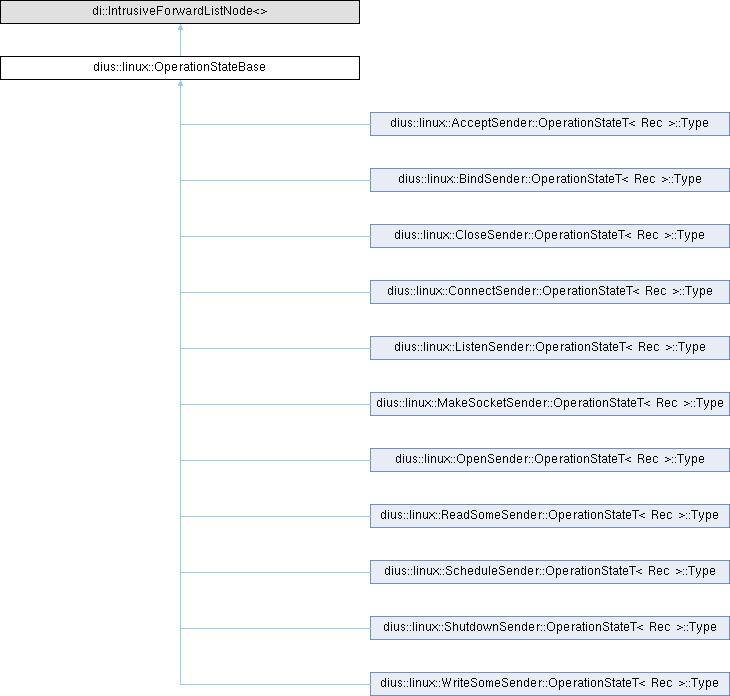 di::IntrusiveForwardListNode<>
dius::linux::OperationStateBase
dius::linux::AcceptSender::OperationStateT< Rec >::Type
dius::linux::BindSender::OperationStateT< Rec >::Type
dius::linux::CloseSender::OperationStateT< Rec >::Type
dius::linux::ConnectSender::OperationStateT< Rec >::Type
dius::linux::ListenSender::OperationStateT< Rec >::Type
dius::linux::MakeSocketSender::OperationStateT< Rec >::Type
dius::linux::OpenSender::OperationStateT< Rec >::Type
dius::linux::ReadSomeSender::OperationStateT< Rec >::Type
dius::linux::ScheduleSender::OperationStateT< Rec >::Type
dius::linux::ShutdownSender::OperationStateT< Rec >::Type
dius::linux::WriteSomeSender::OperationStateT< Rec >::Type